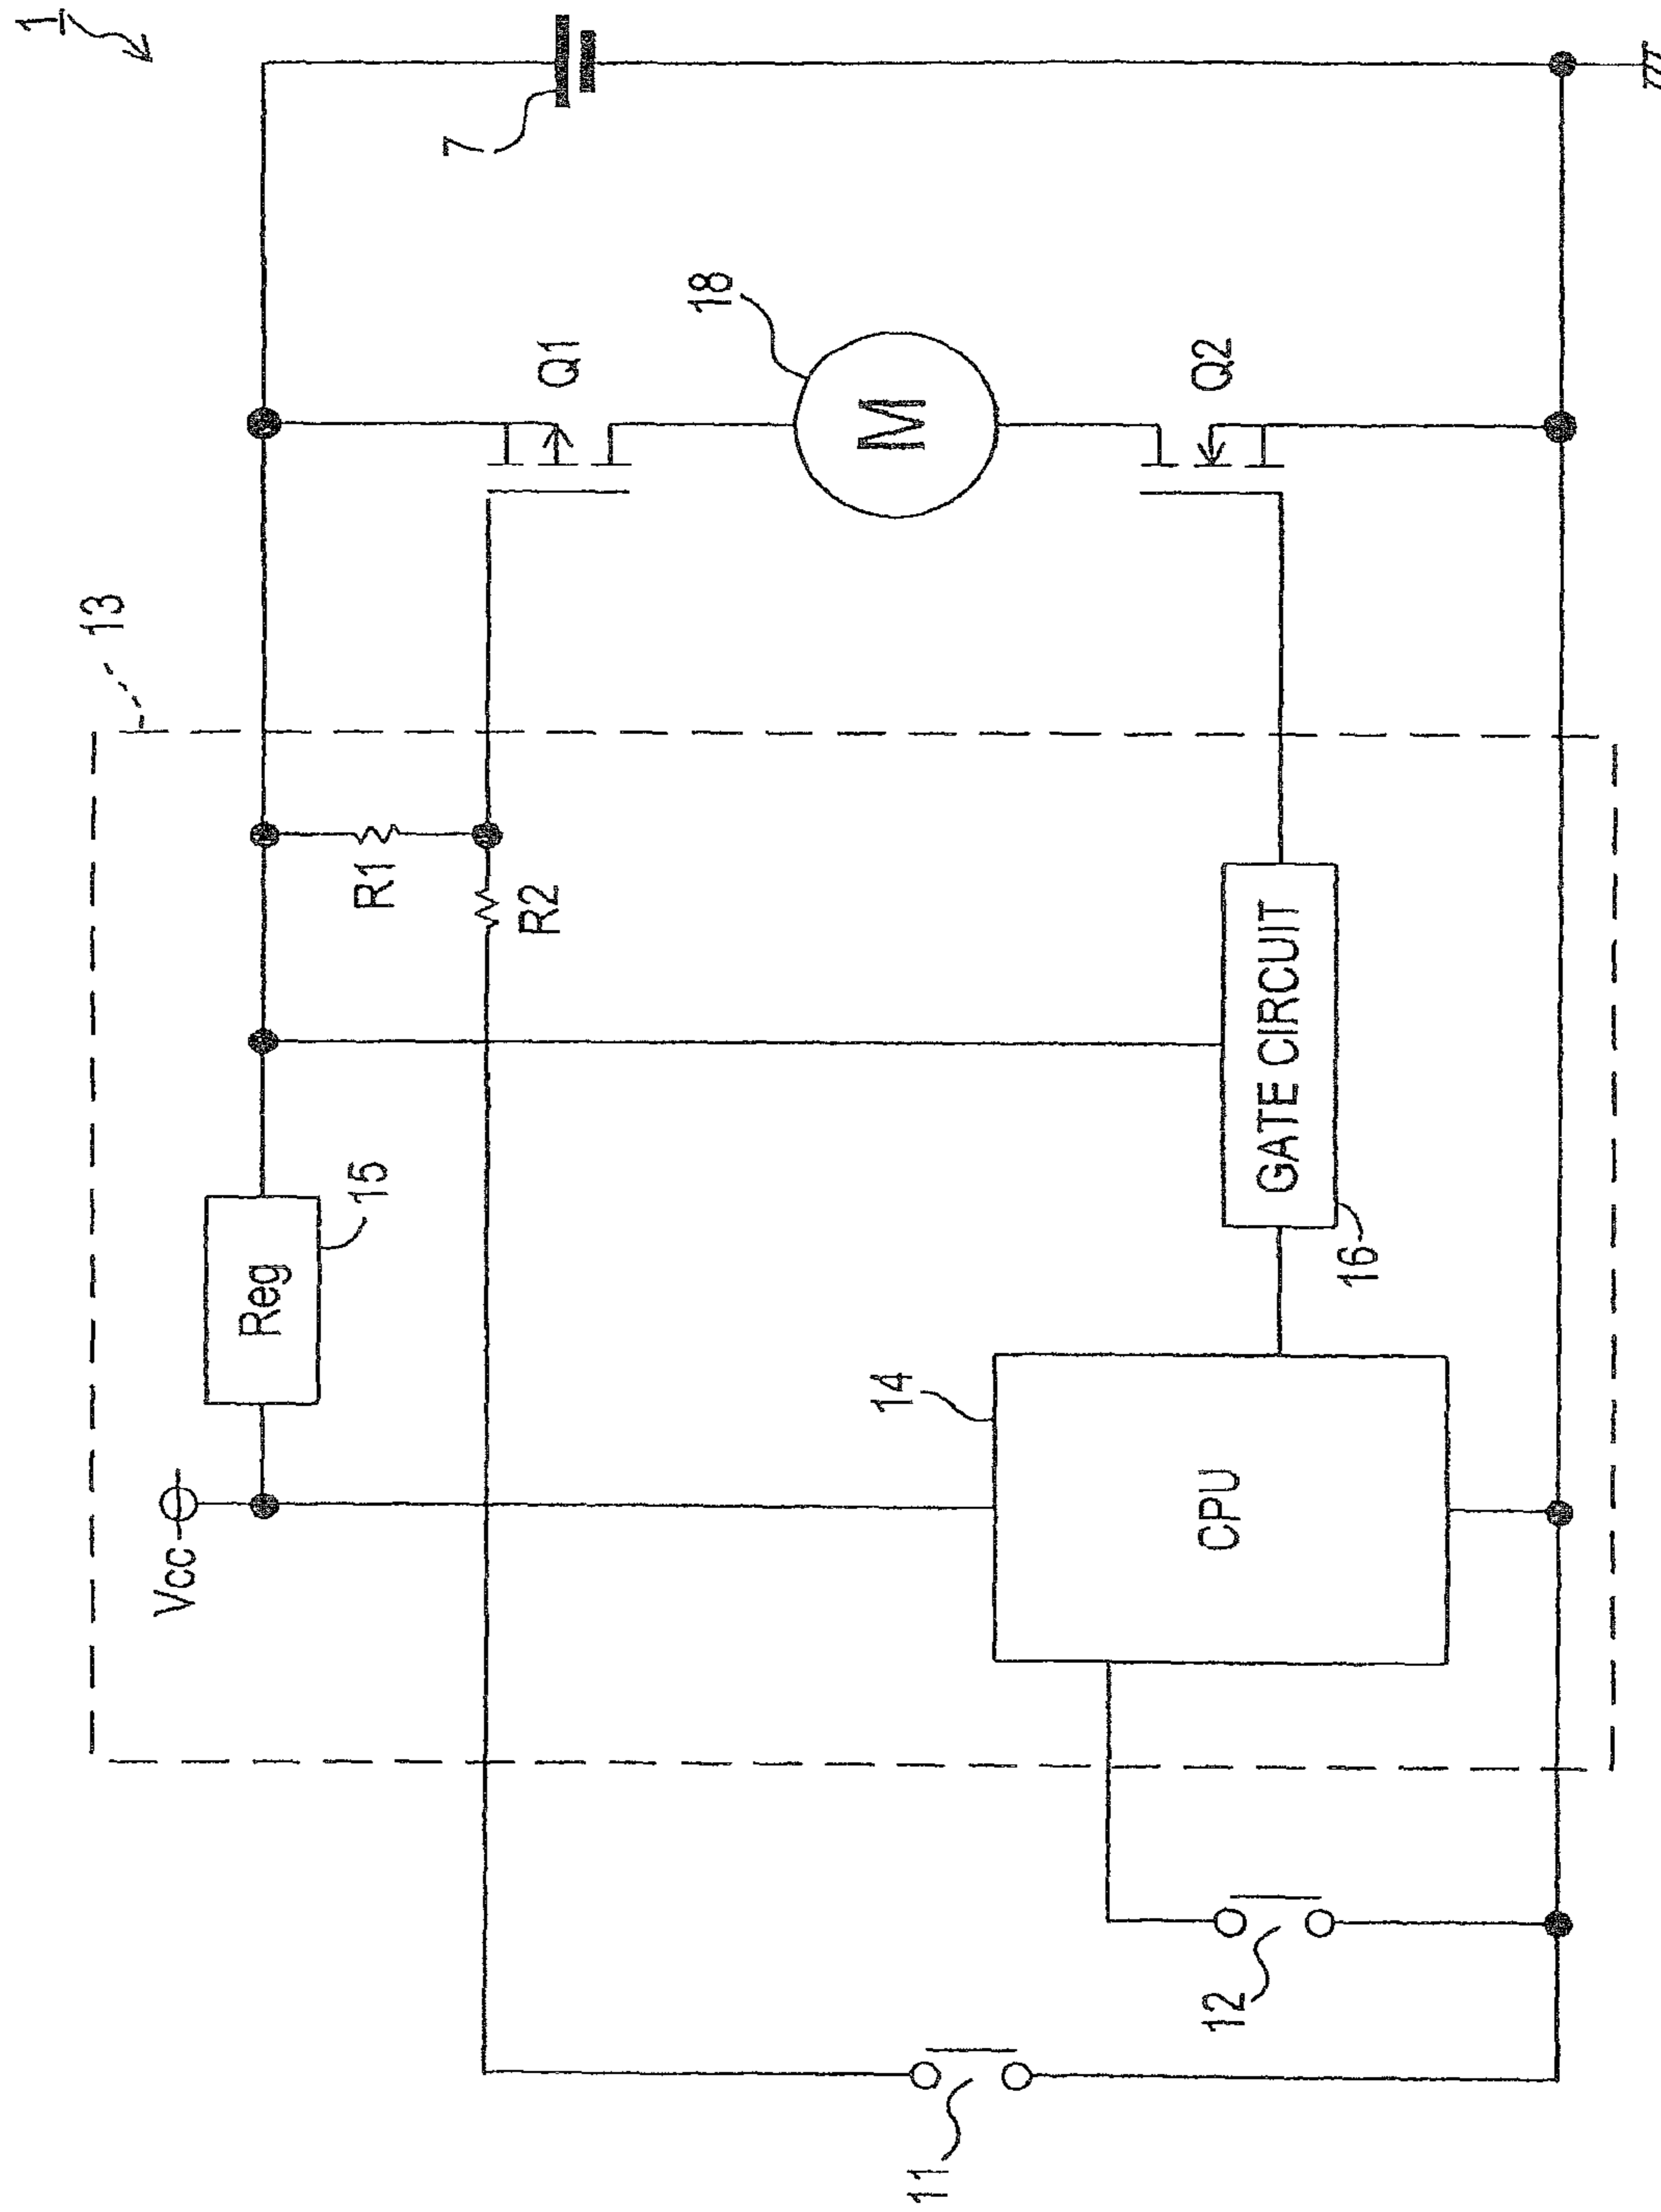 1
7
18
Q1
M
Q2
13
R1
R2
GATE CIRCUIT
16
Reg
15
Vcc
14
CPU
12
11